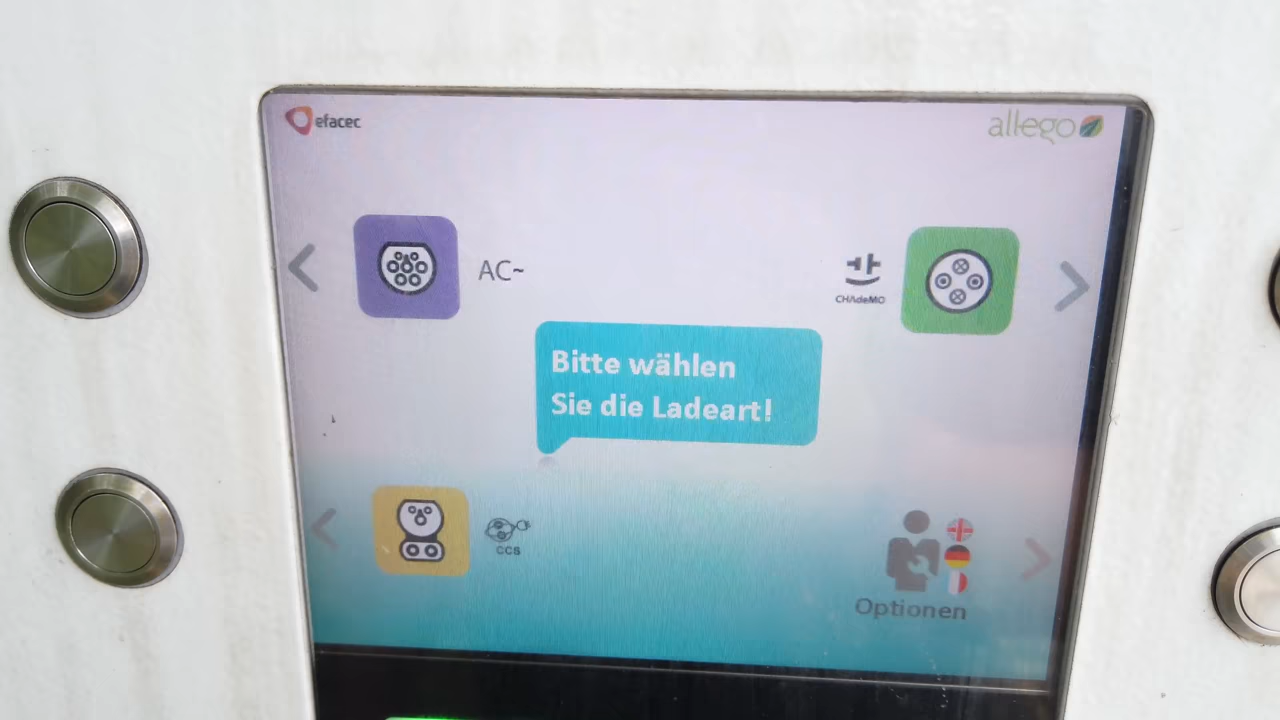 efacec
allego
AC~
CHAdeMO
Bitte wählen
Sie die Ladeart!
CCS
Optionen